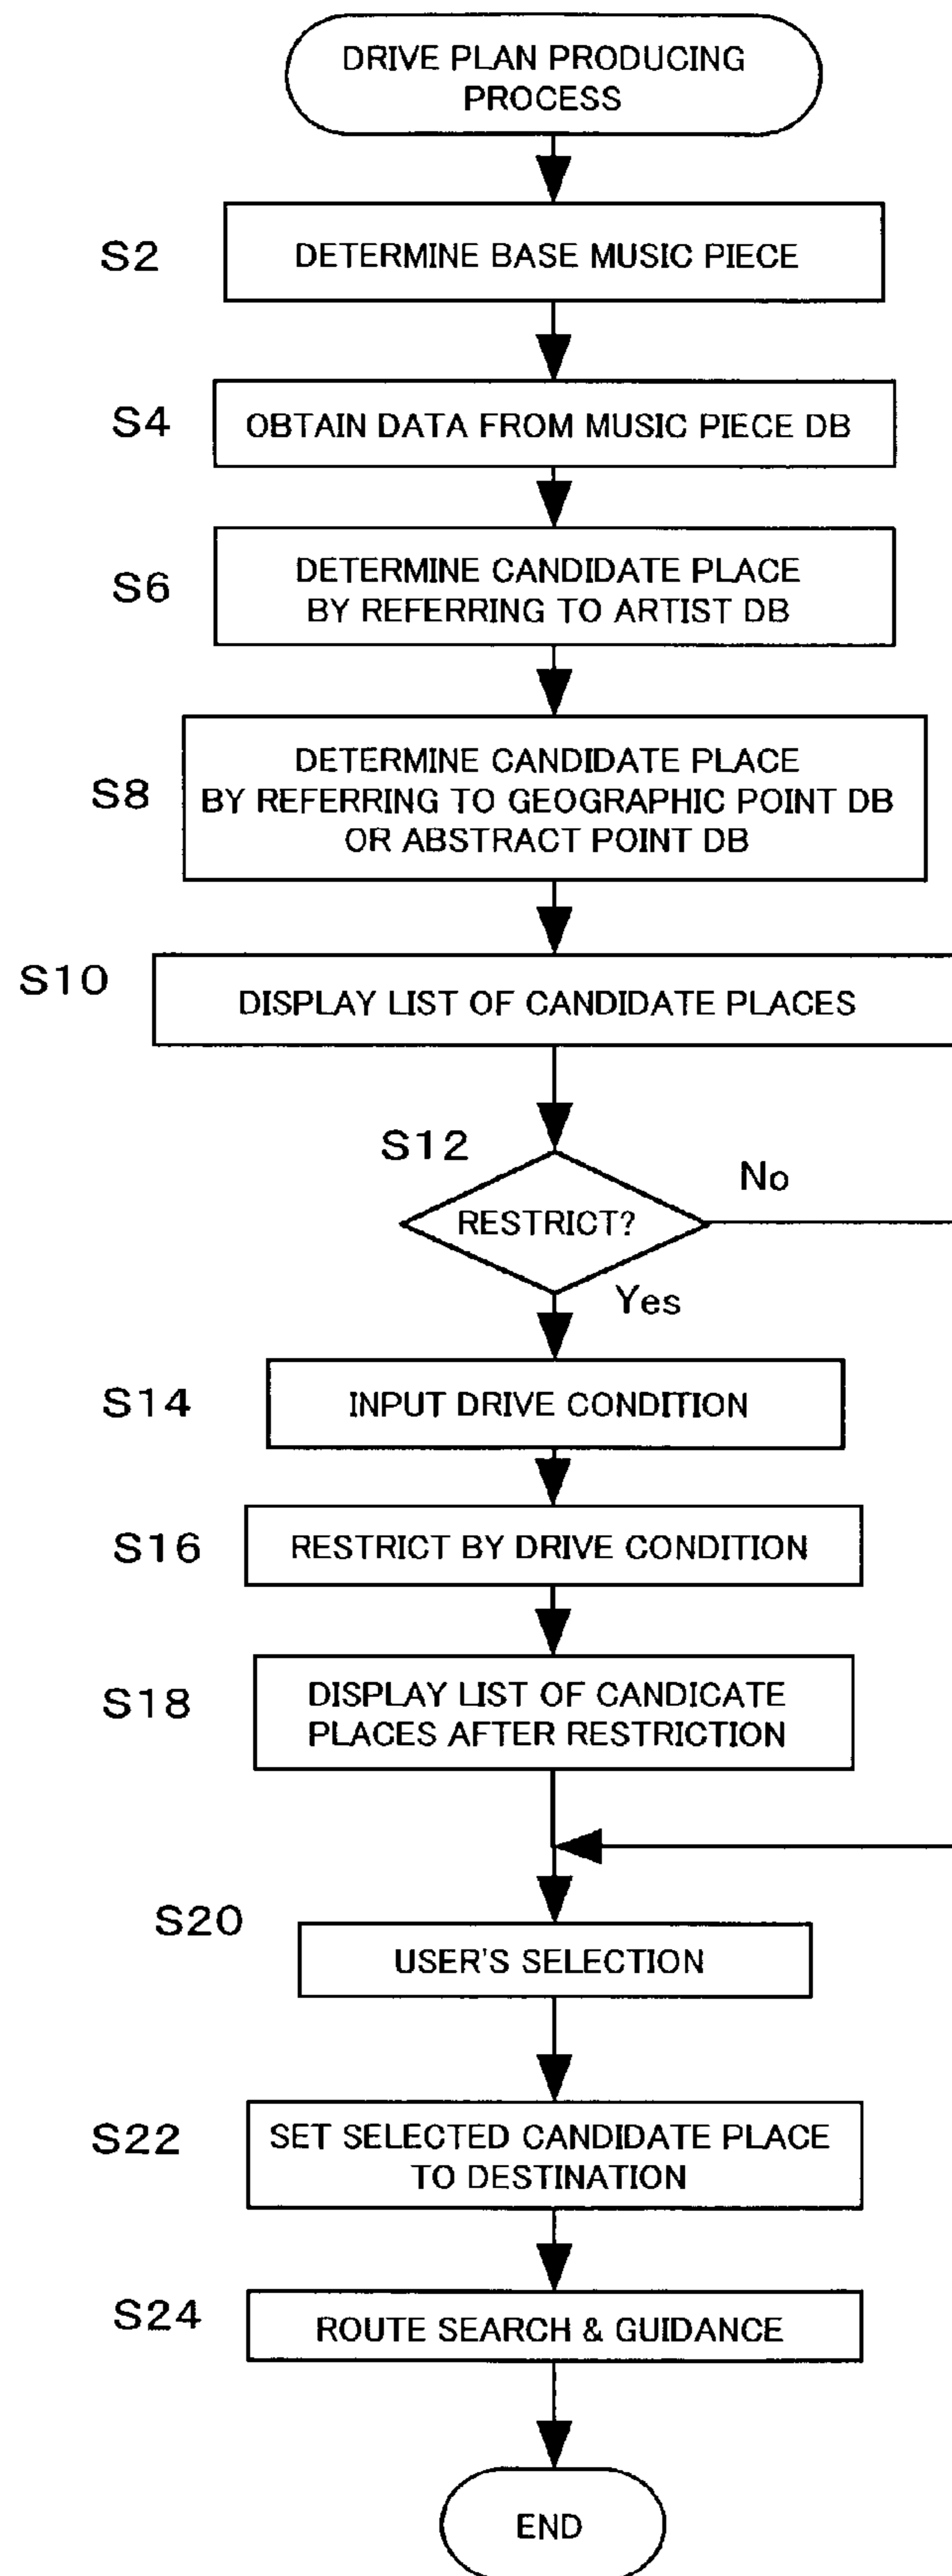 DRIVE PLAN PRODUCING
PROCESS
S2
DETERMINE BASE MUSIC PIECE
S4
OBTAIN DATA FROM MUSIC PIECE DB
S6
DETERMINE CANDIDATE PLACE
BY REFERRING TO ARTIST DB
S8
DETERMINE CANDIDATE PLACE
BY REFERRING TO GEOGRAPHIC POINT DB
OR ABSTRACT POINT DB
S10
DISPLAY LIST OF CANDIDATE PLACES
S12
RESTRICT?
No
Yes
S14
INPUT DRIVE CONDITION
S16
RESTRICT BY DRIVE CONDITION
S18
DISPLAY LIST OF CANDICATE
PLACES AFTER RESTRICTION
S20
USER'S SELECTION
S22
SET SELECTED CANDIDATE PLACE
TO DESTINATION
S24
ROUTE SEARCH & GUIDANCE
END